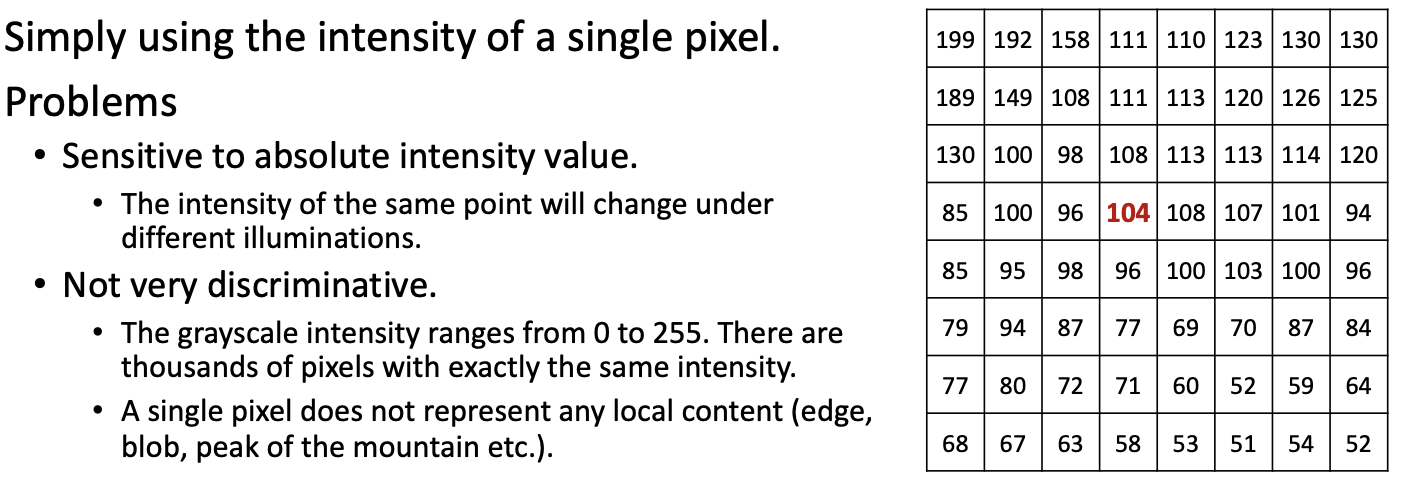 Simply using the intensity of a single pixel.
Problems
• Sensitive to absolute intensity value.
• The intensity of the same point will change under
different illuminations.
• Not very discriminative.
• The grayscale intensity ranges from 0 to 255. There are
thousands of pixels with exactly the same intensity.
• A single pixel does not represent any local content (edge,
blob, peak of the mountain etc.).
199 192 158 111 110 123 130 130
189 149 108 111 113 120 126 125
130 100 98 108 113 113 114 120
85 100 96 104 108 107 101 94
85 95 98 96 100 103 100 96
79 94 87 77 69 70 87 84
77 80 72 71 60 52 59 64
68 67 63 58 53 51 54 52